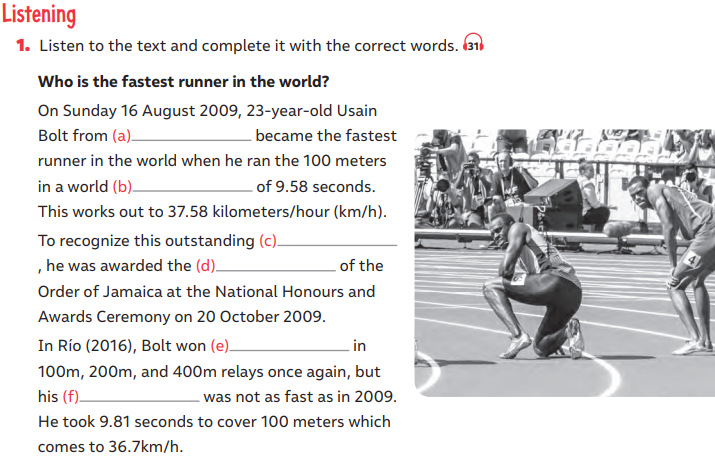 Listening
1. Listen to the text and complete it with the correct words. 31
Who is the fastest runner in the world?
On Sunday 16 August 2009, 23-year-old Usain
Bolt from (a)____________ became the fastest
runner in the world when he ran the 100 meters
in a world (b)____________ of 9.58 seconds.
This works out to 37.58 kilometers/hour (km/h).
To recognize this outstanding (c)____________
, he was awarded the (d)____________ of the
Order of Jamaica at the National Honours and
Awards Ceremony on 20 October 2009.
In Río (2016), Bolt won (e)____________ in
100m, 200m, and 400m relays once again, but
his (f)____________ was not as fast as in 2009.
He took 9.81 seconds to cover 100 meters which
comes to 36.7km/h.
4